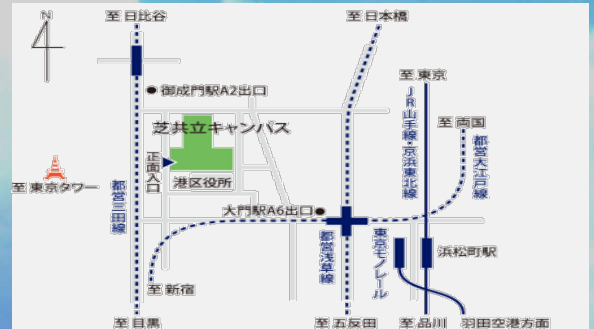 N
至 日比谷
至 日本橋
至 東京
御成門駅A2出口
JR山手線・京浜東北線
至 両国
芝共立キャンパス
都営大江戸線
正面入口
港区役所
至 東京タワー
都営三田線
大門駅A6出口
都営浅草線
東京モノレール
浜松町駅
至 新宿
至 目黒
至 五反田
至 品川
羽田空港方面